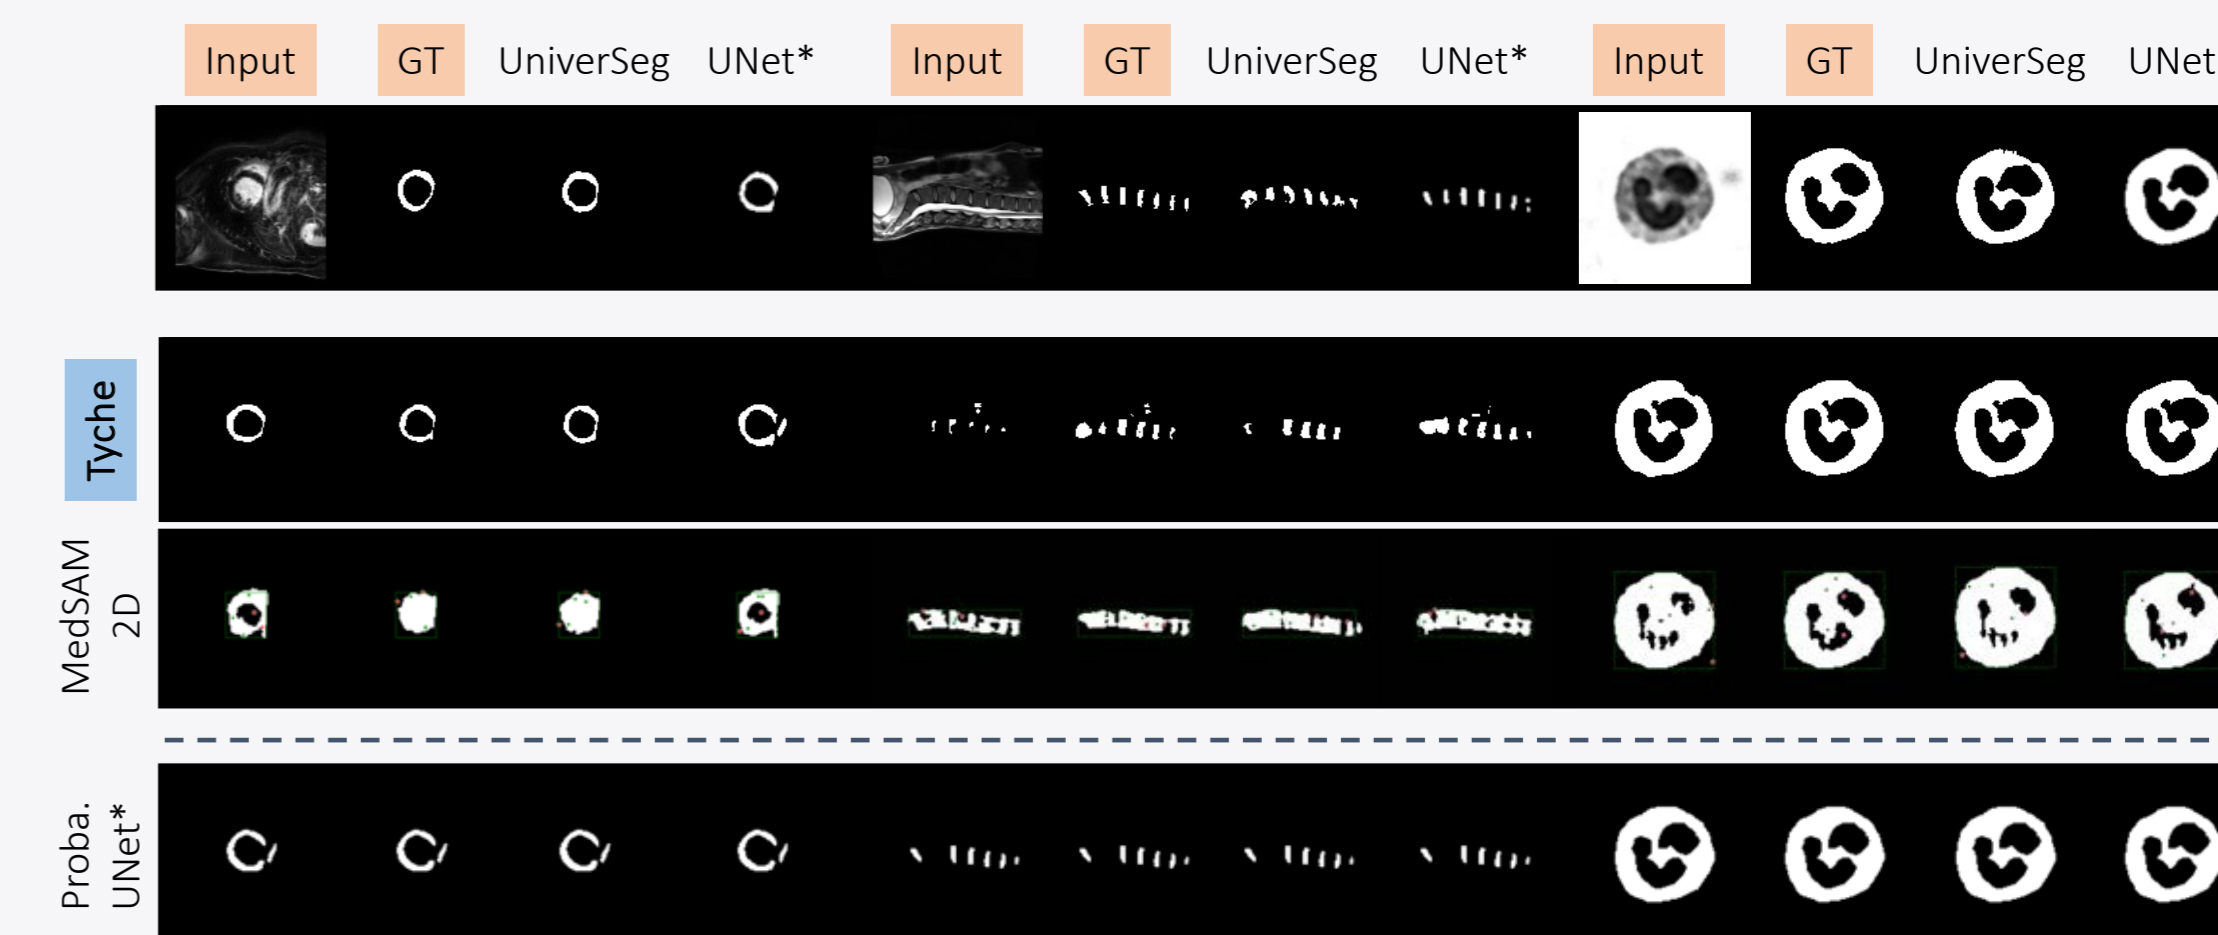 Input GT UniverSeg UNet* Input GT UniverSeg UNet* Input GT UniverSeg UNet
Tyche
MedSAM
2D
Proba.
UNet*